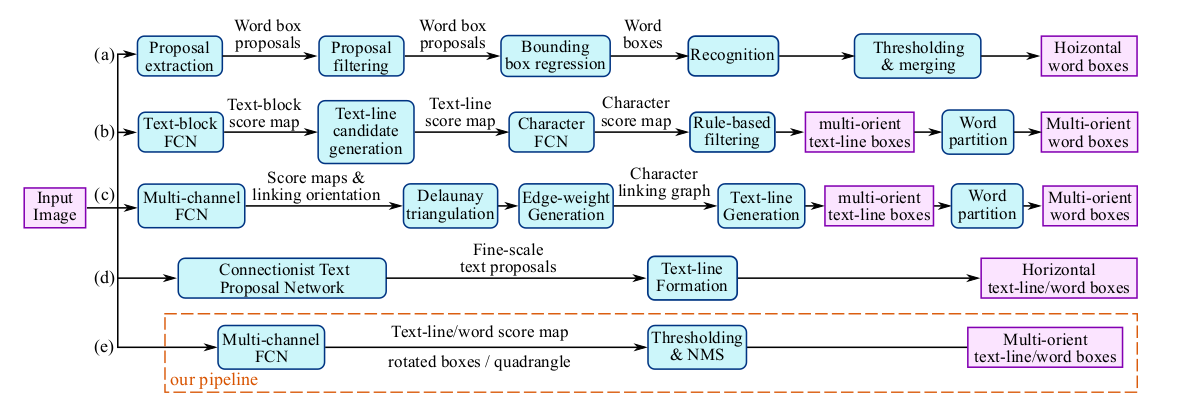 Input
Image
(a)
Proposal
extraction
Word box
proposals
Proposal
filtering
Word box
proposals
Bounding
box regression
Word
boxes
Recognition
Thresholding
& merging
Hoizontal
word boxes
(b)
Text-block
FCN
Text-block
score map
Text-line
candidate
generation
Text-line
score map
Character
FCN
Character
score map
Rule-based
filtering
multi-orient
text-line boxes
Word
partition
Multi-orient
word boxes
(c)
Multi-channel
FCN
Score maps &
linking orientation
Delaunay
triangulation
Edge-weight
Generation
Character
linking graph
Text-line
Generation
multi-orient
text-line boxes
Word
partition
Multi-orient
word boxes
(d)
Connectionist Text
Proposal Network
Fine-scale
text proposals
Text-line
Formation
Horizontal
text-line/word boxes
(e)
Multi-channel
FCN
Text-line/word score map
rotated boxes / quadrangle
Thresholding
& NMS
Multi-orient
text-line/word boxes
our pipeline